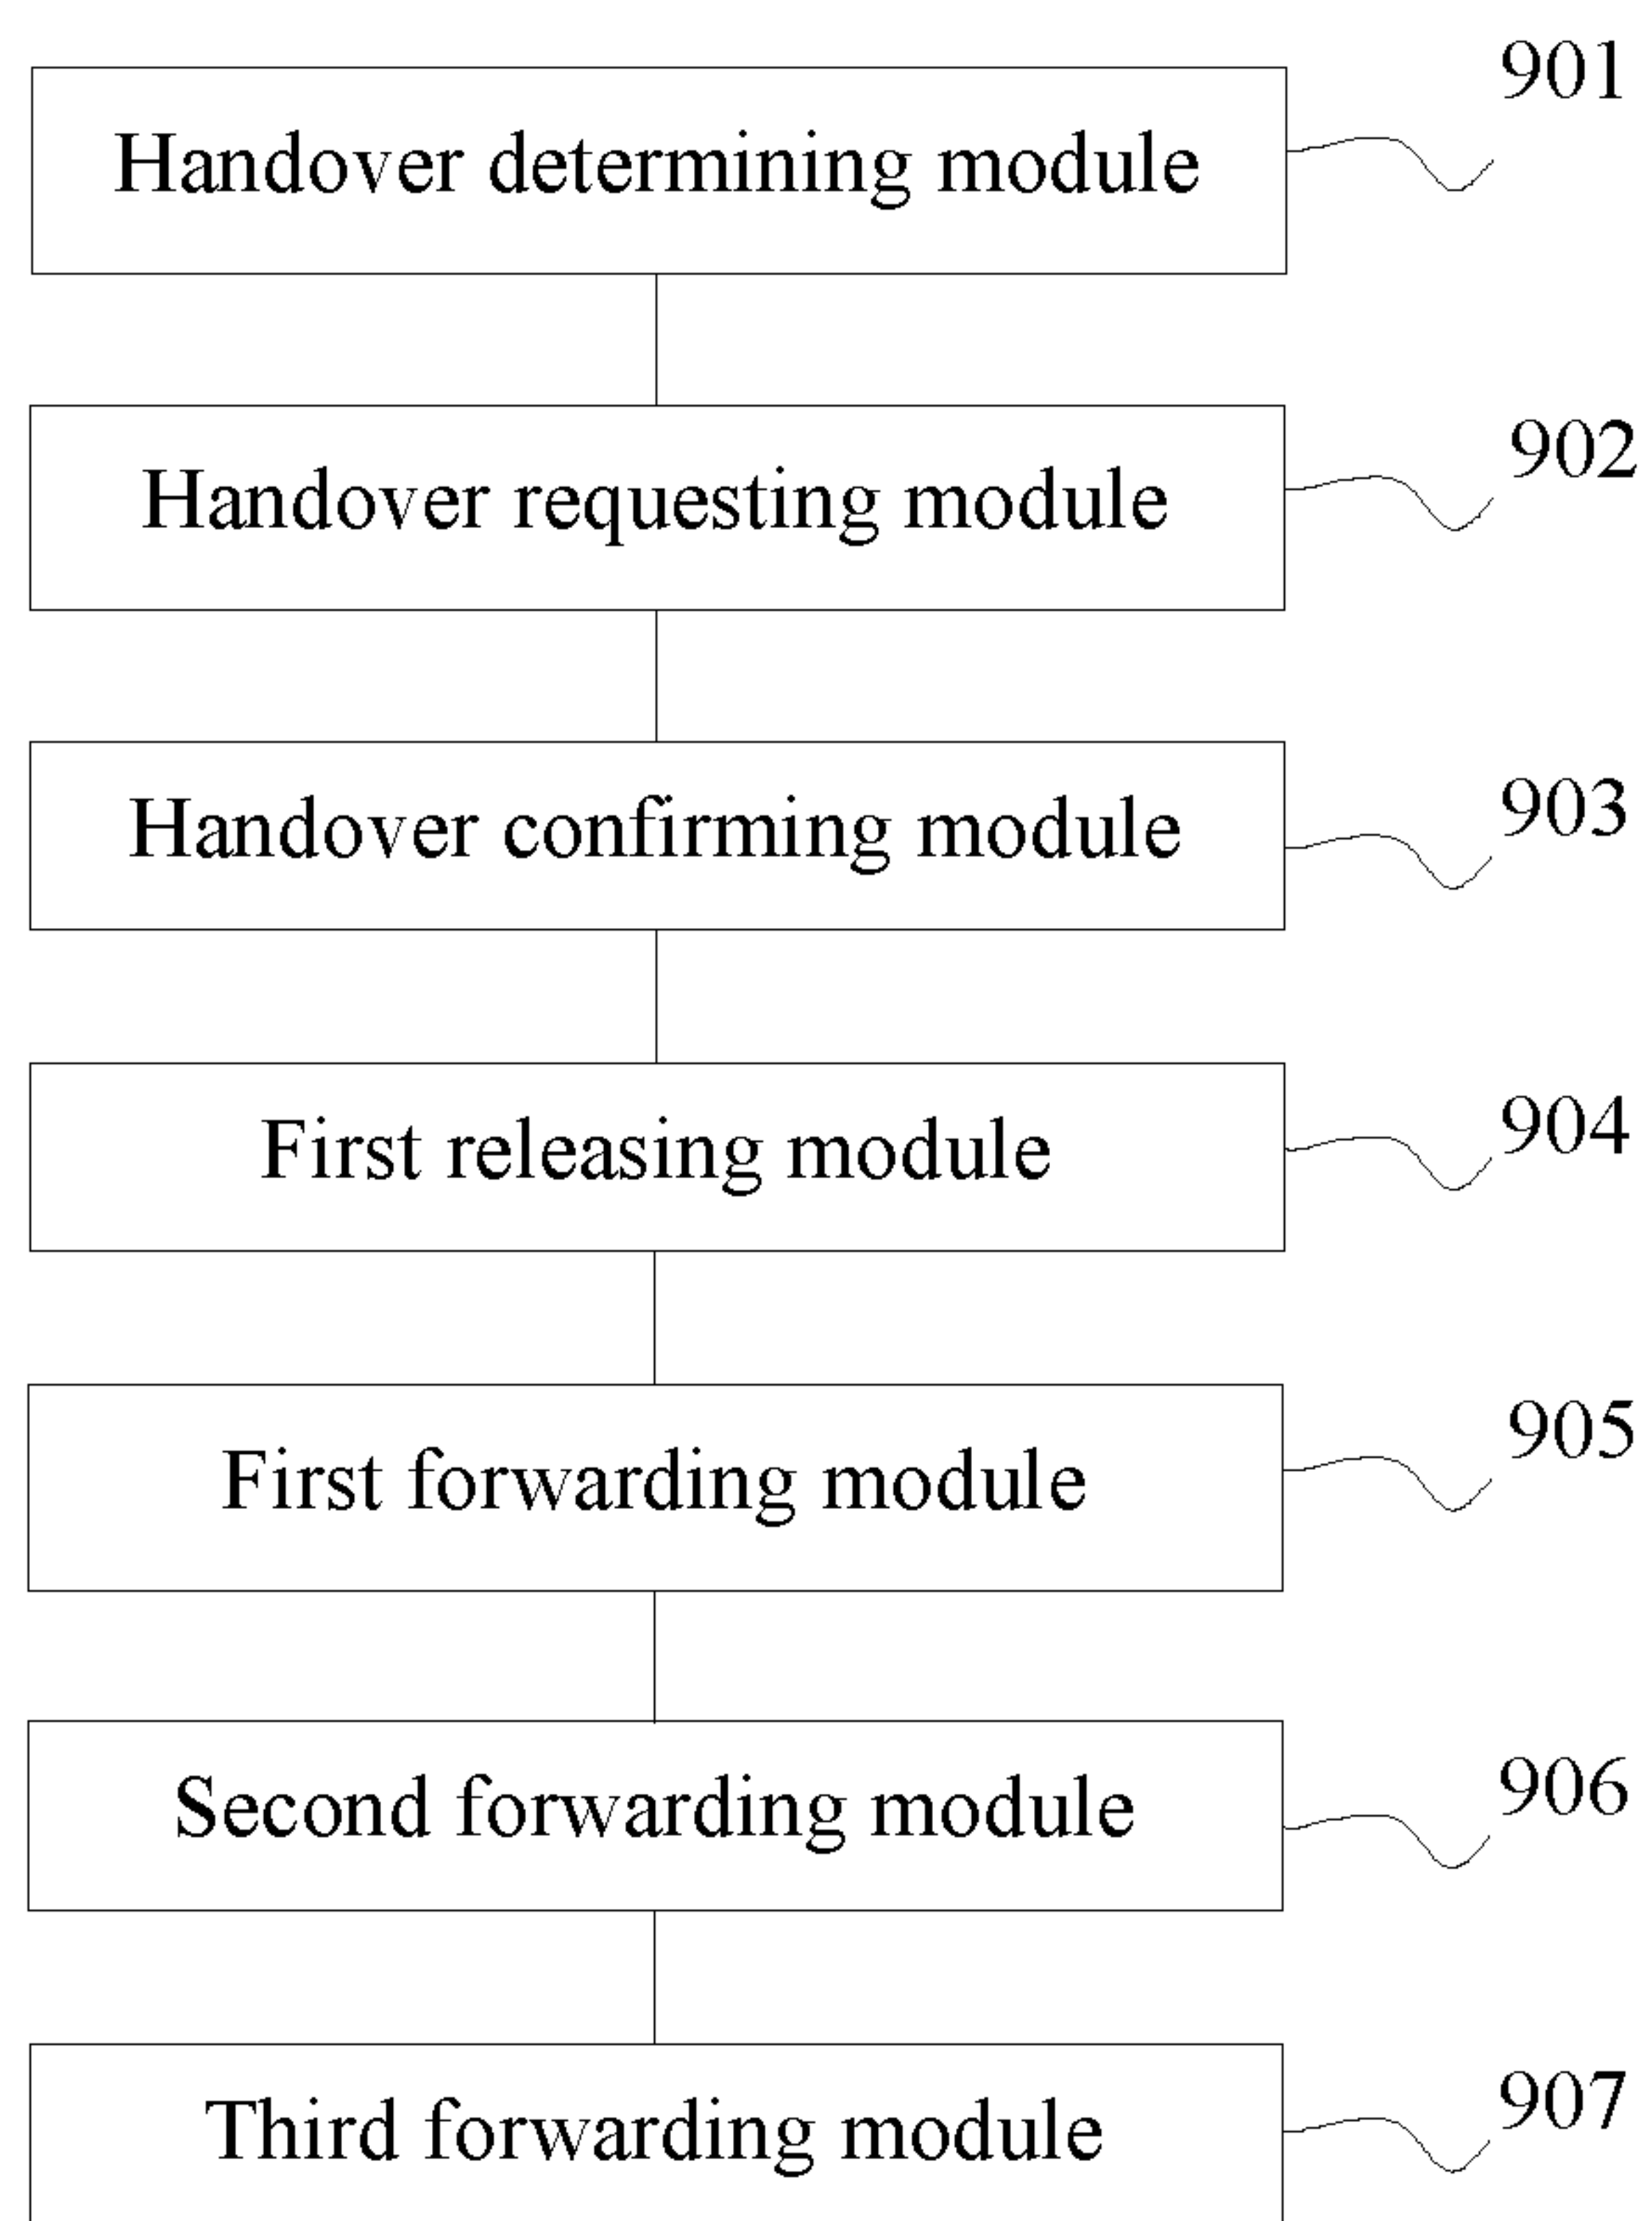 901
Handover determining module
902
Handover requesting module
903
Handover confirming module
904
First releasing module
905
First forwarding module
906
Second forwarding module
907
Third forwarding module